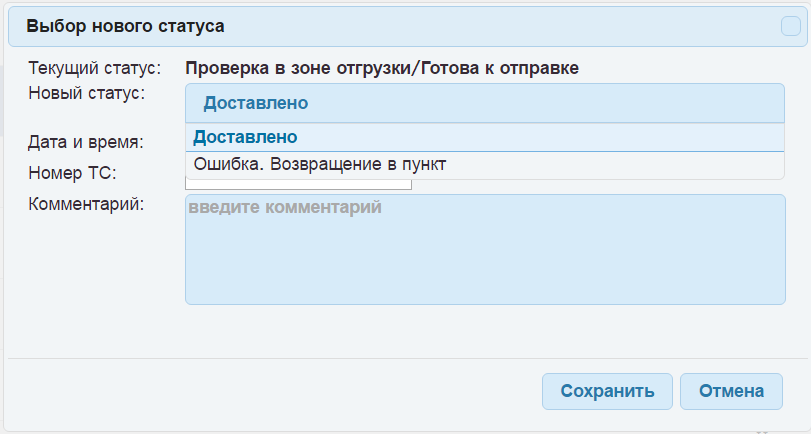 Выбор нового статуса
Текущий статус: Проверка в зоне отгрузки/Готова к отправке
Новый статус: Доставлено
Доставлено
Дата и время:
Ошибка. Возвращение в пункт
Номер ТС:
Комментарий: введите комментарий
Сохранить Отмена